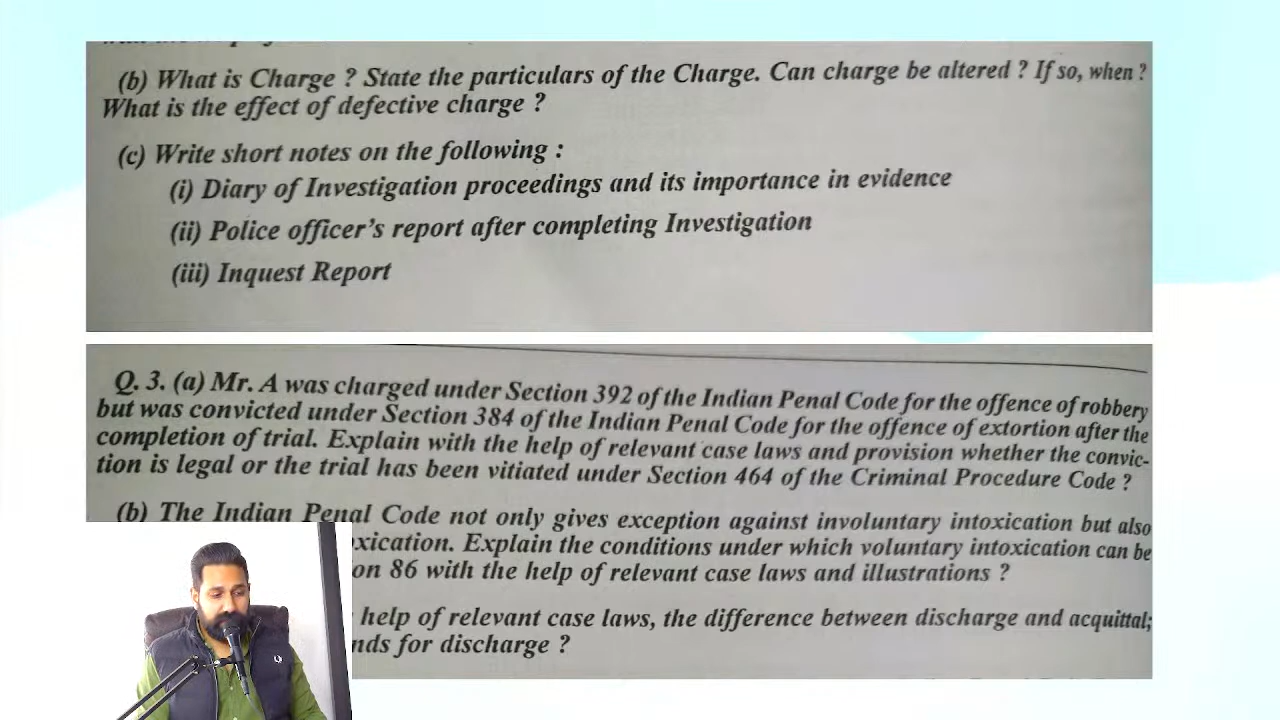 (b) What is Charge ? State the particulars of the Charge. Can charge be altered ? If so, when ?
What is the effect of defective charge ?
(c) Write short notes on the following :
(i) Diary of Investigation proceedings and its importance in evidence
(ii) Police officer's report after completing Investigation
(iii) Inquest Report
Q. 3. (a) Mr. A was charged under Section 392 of the Indian Penal Code for the offence of robbery
but was convicted under Section 384 of the Indian Penal Code for the offence of extortion after the
completion of trial. Explain with the help of relevant case laws and provision whether the convic-
tion is legal or the trial has been vitiated under Section 464 of the Criminal Procedure Code ?
(b) The Indian Penal Code not only gives exception against involuntary intoxication but also
xication. Explain the conditions under which voluntary intoxication can be
on 86 with the help of relevant case laws and illustrations ?
help of relevant case laws, the difference between discharge and acquittal;
nds for discharge ?